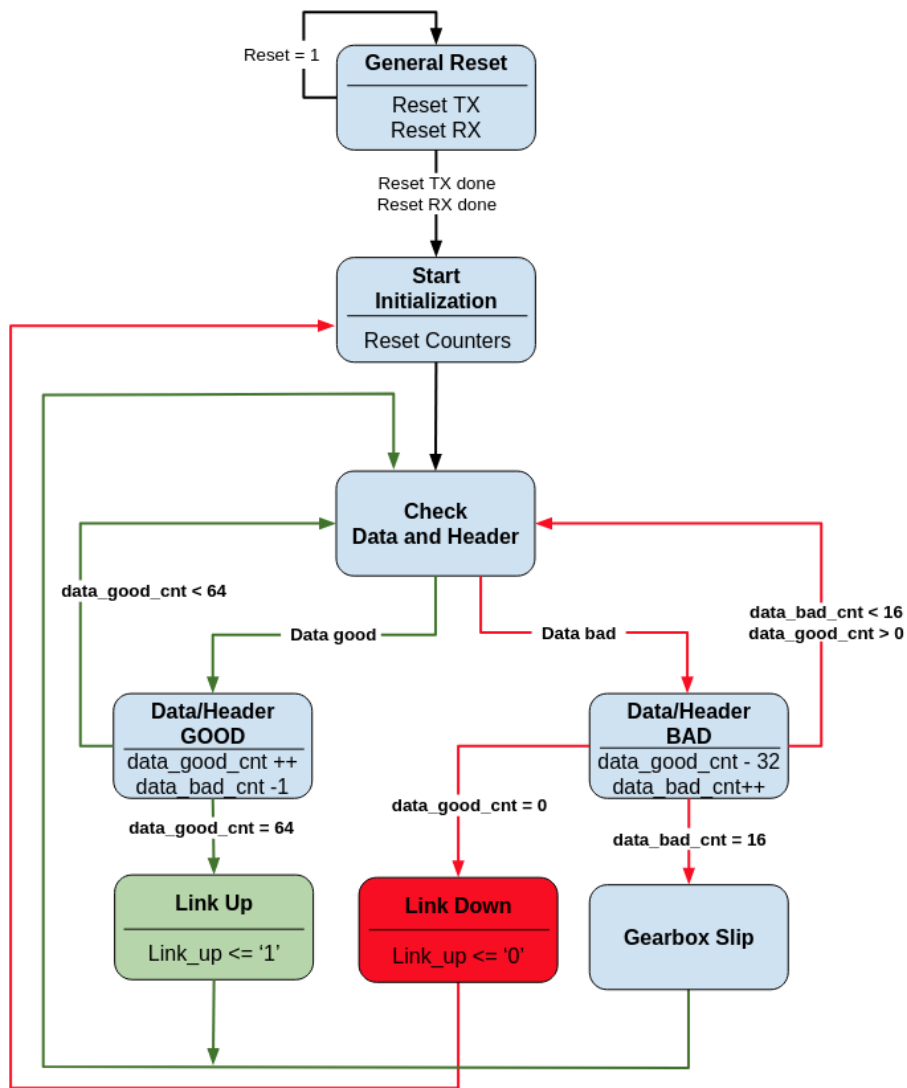 Reset = 1
General Reset
Reset TX
Reset RX
Reset TX done
Reset RX done
Start
Initialization
Reset Counters
Check
Data and Header
data_good_cnt < 64
data_bad_cnt < 16
data_good_cnt > 0
Data good
Data bad
Data/Header
GOOD
data_good_cnt ++
data_bad_cnt -1
Data/Header
BAD
data_good_cnt - 32
data_bad_cnt++
data_good_cnt = 64
data_good_cnt = 0
data_bad_cnt = 16
Link Up
Link_up <= ‘1’
Link Down
Link_up <= ‘0’
Gearbox Slip